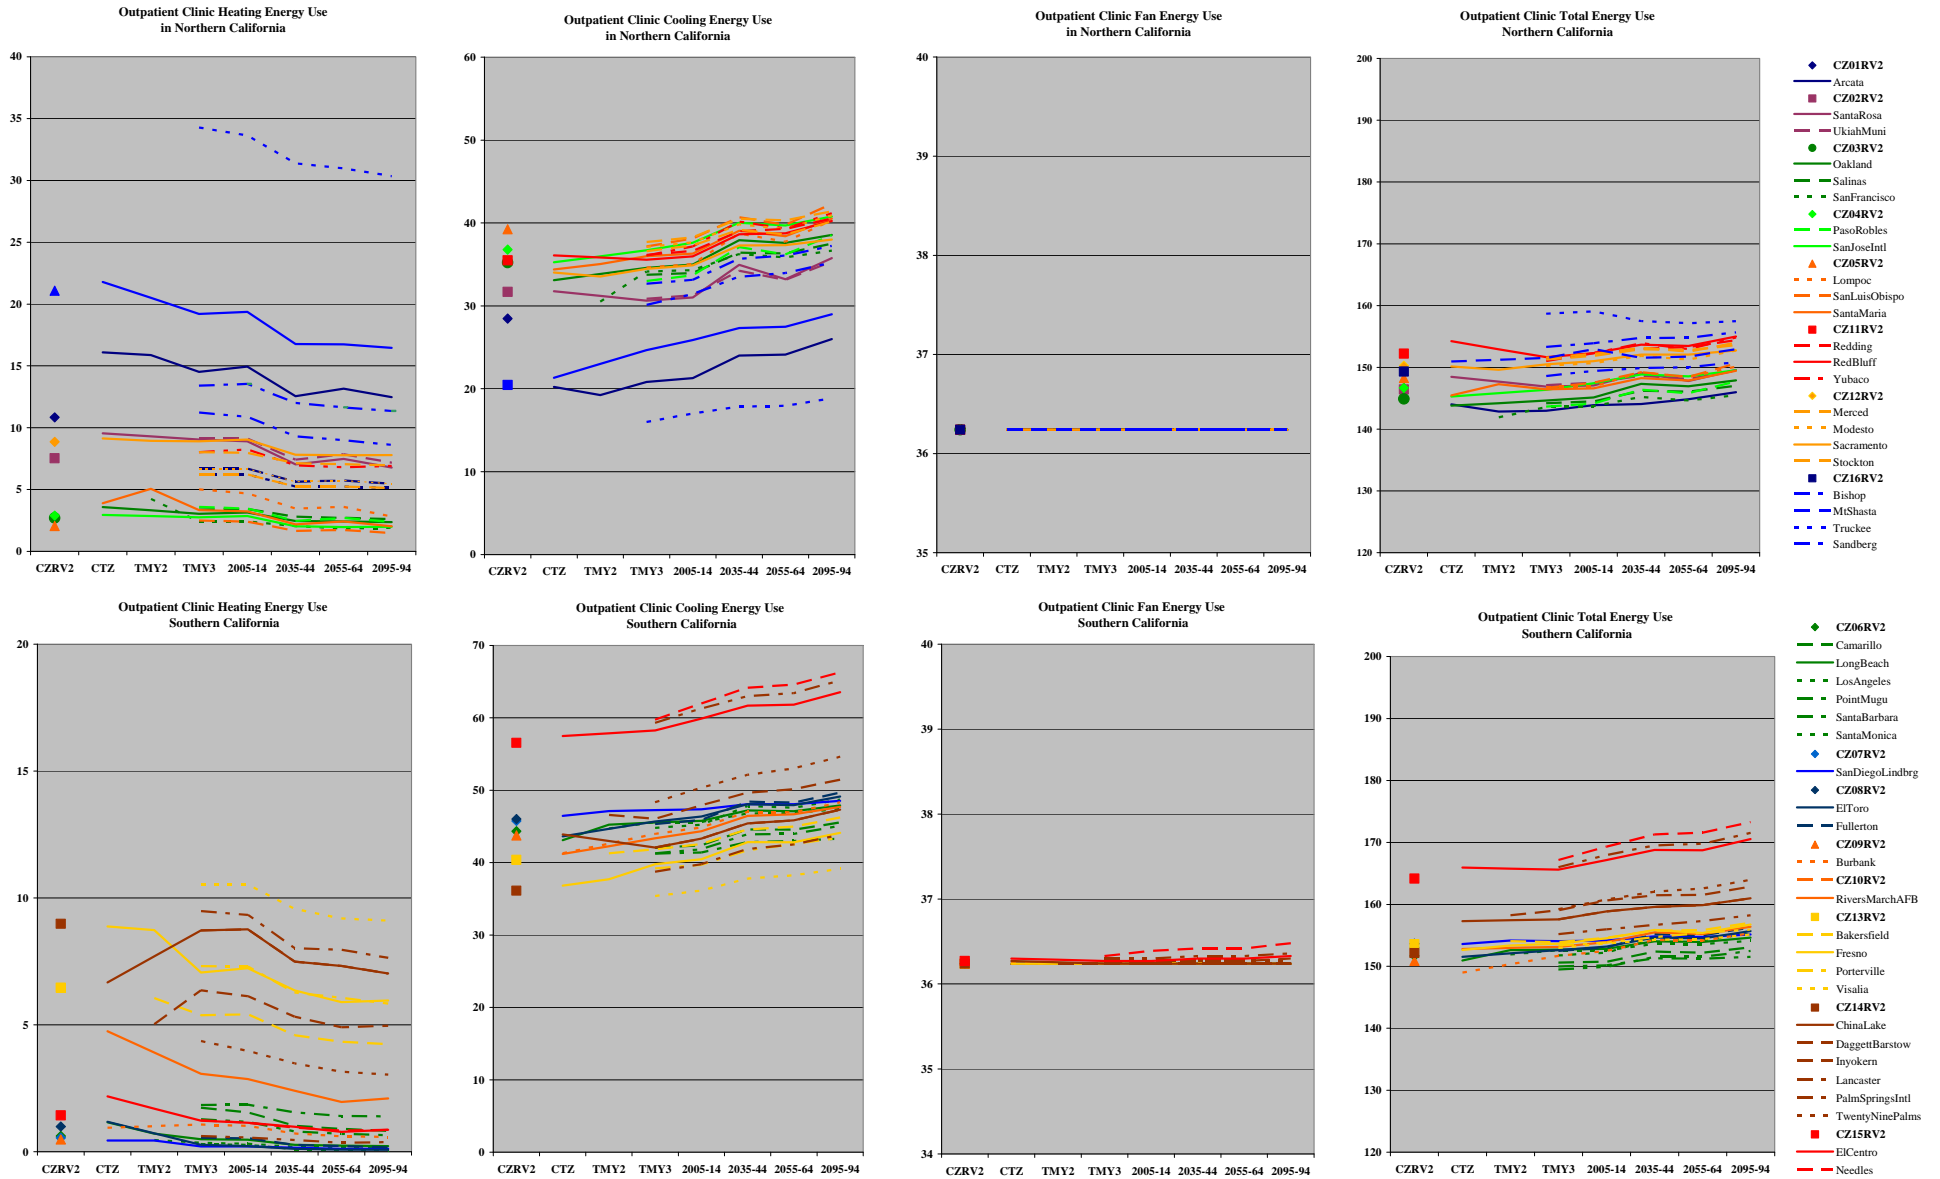 Outpatient Clinic Heating Energy Use
in Northern California
40
35
30
25
20
15
10
5
0
CZRV2 CTZ TMY2 TMY3 2005-14 2035-44 2055-64 2095-94
Outpatient Clinic Cooling Energy Use
in Northern California
60
50
40
30
20
10
0
CZRV2 CTZ TMY2 TMY3 2005-14 2035-44 2055-64 2095-94
Outpatient Clinic Fan Energy Use
in Northern California
40
39
38
37
36
35
CZRV2 CTZ TMY2 TMY3 2005-14 2035-44 2055-64 2095-94
Outpatient Clinic Total Energy Use
Northern California
200
190
180
170
160
150
140
130
120
CZRV2 CTZ TMY2 TMY3 2005-14 2035-44 2055-64 2095-94
CZ01RV2
Arcata
CZ02RV2
SantaRosa
UkiahMuni
CZ03RV2
Oakland
Salinas
SanFrancisco
CZ04RV2
PasoRobles
SanJoseIntl
CZ05RV2
Lompoc
SanLuisObispo
SantaMaria
CZ11RV2
Redding
RedBluff
Yubaco
CZ12RV2
Merced
Modesto
Sacramento
Stockton
CZ16RV2
Bishop
MtShasta
Truckee
Sandberg
Outpatient Clinic Heating Energy Use
Southern California
20
15
10
5
0
CZRV2 CTZ TMY2 TMY3 2005-14 2035-44 2055-64 2095-94
Outpatient Clinic Cooling Energy Use
Southern California
70
60
50
40
30
20
10
0
CZRV2 CTZ TMY2 TMY3 2005-14 2035-44 2055-64 2095-94
Outpatient Clinic Fan Energy Use
Southern California
40
39
38
37
36
35
34
CZRV2 CTZ TMY2 TMY3 2005-14 2035-44 2055-64 2095-94
Outpatient Clinic Total Energy Use
Southern California
200
190
180
170
160
150
140
130
120
CZRV2 CTZ TMY2 TMY3 2005-14 2035-44 2055-64 2095-94
CZ06RV2
Camarillo
LongBeach
LosAngeles
PointMugu
SantaBarbara
SantaMonica
CZ07RV2
SanDiegoLindbrg
CZ08RV2
ElToro
Fullerton
CZ09RV2
Burbank
CZ10RV2
RiversMarchAFB
CZ13RV2
Bakersfield
Fresno
Porterville
Visalia
CZ14RV2
ChinaLake
DaggettBarstow
Inyokern
Lancaster
PalmSpringsIntl
TwentyNinePalms
CZ15RV2
ElCentro
Needles